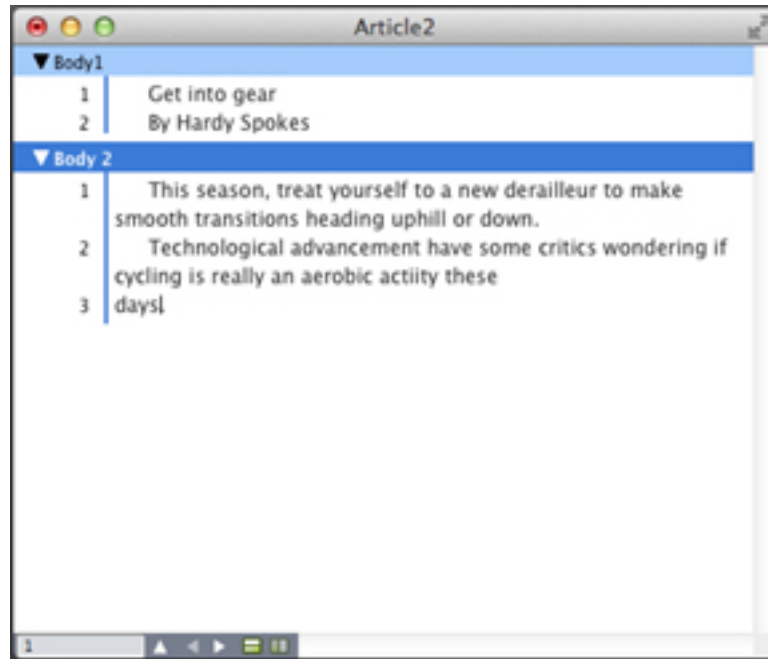 Article2
Body1
1 Get into gear
2 By Hardy Spokes
Body 2
1 This season, treat yourself to a new derailleur to make
smooth transitions heading uphill or down.
2 Technological advancement have some critics wondering if
cycling is really an aerobic actiity these
3 days.
1